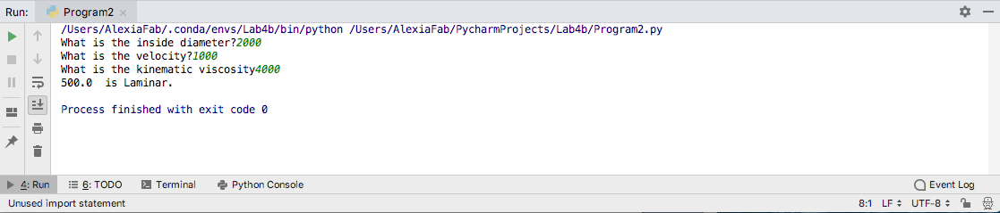 Run: Program2
/Users/AlexiaFab/.conda/envs/Lab4b/bin/python /Users/AlexiaFab/PycharmProjects/Lab4b/Program2.py
What is the inside diameter?2000
What is the velocity?1000
What is the kinematic viscosity4000
500.0  is Laminar.
Process finished with exit code 0
4: Run 6: TODO Terminal Python Console Event Log
Unused import statement 8:1 LF UTF-8